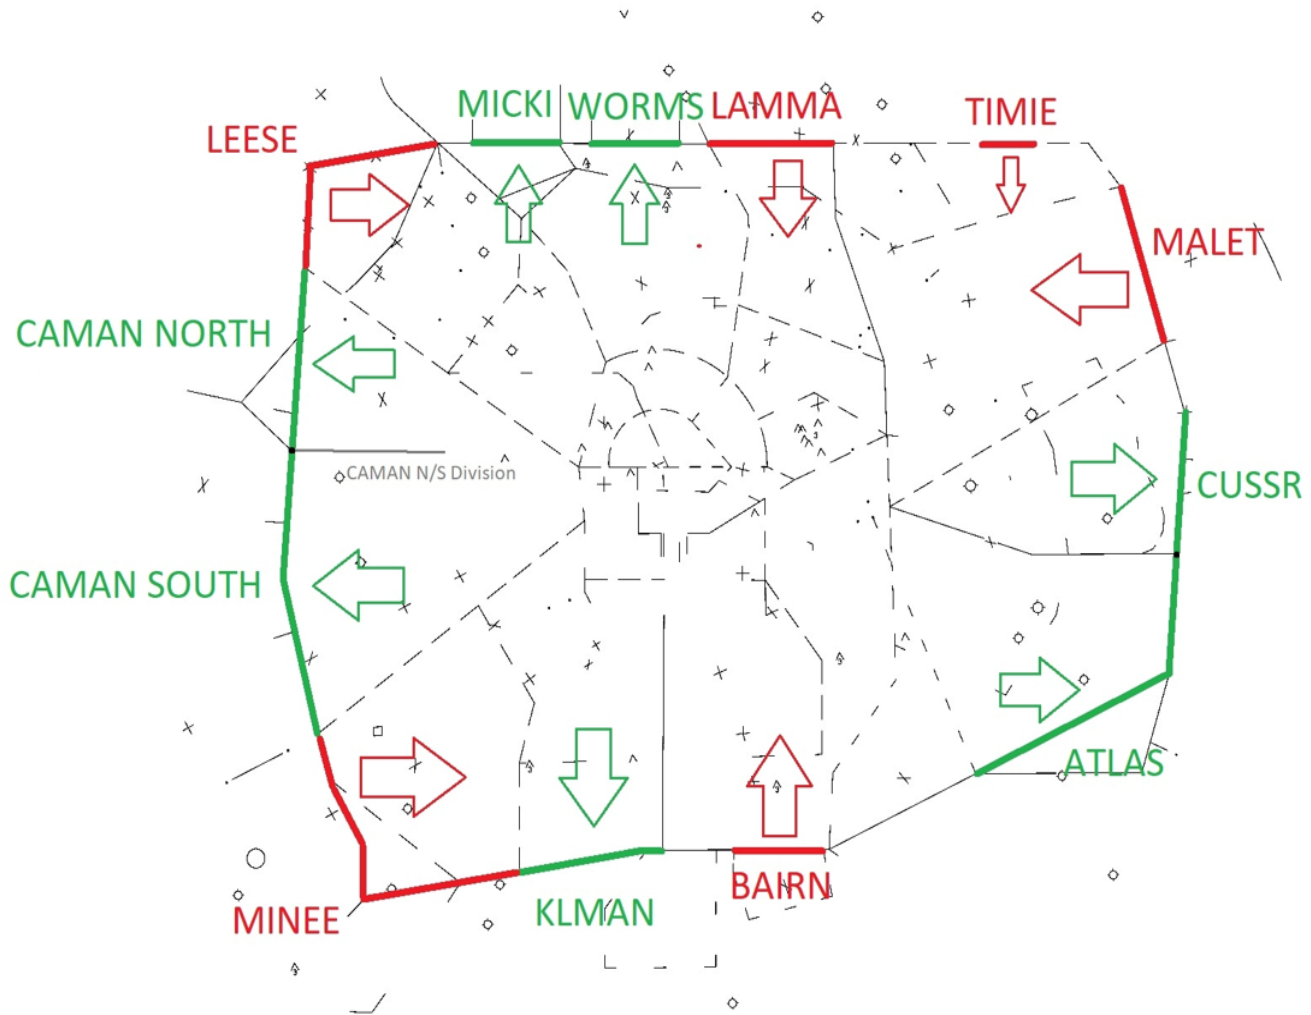 MICKI
WORMS
LAMMA
TIMIE
LEESE
MALET
CAMAN NORTH
CAMAN N/S Division
CUSSR
CAMAN SOUTH
ATLAS
BAIRN
KLMAN
MINEE